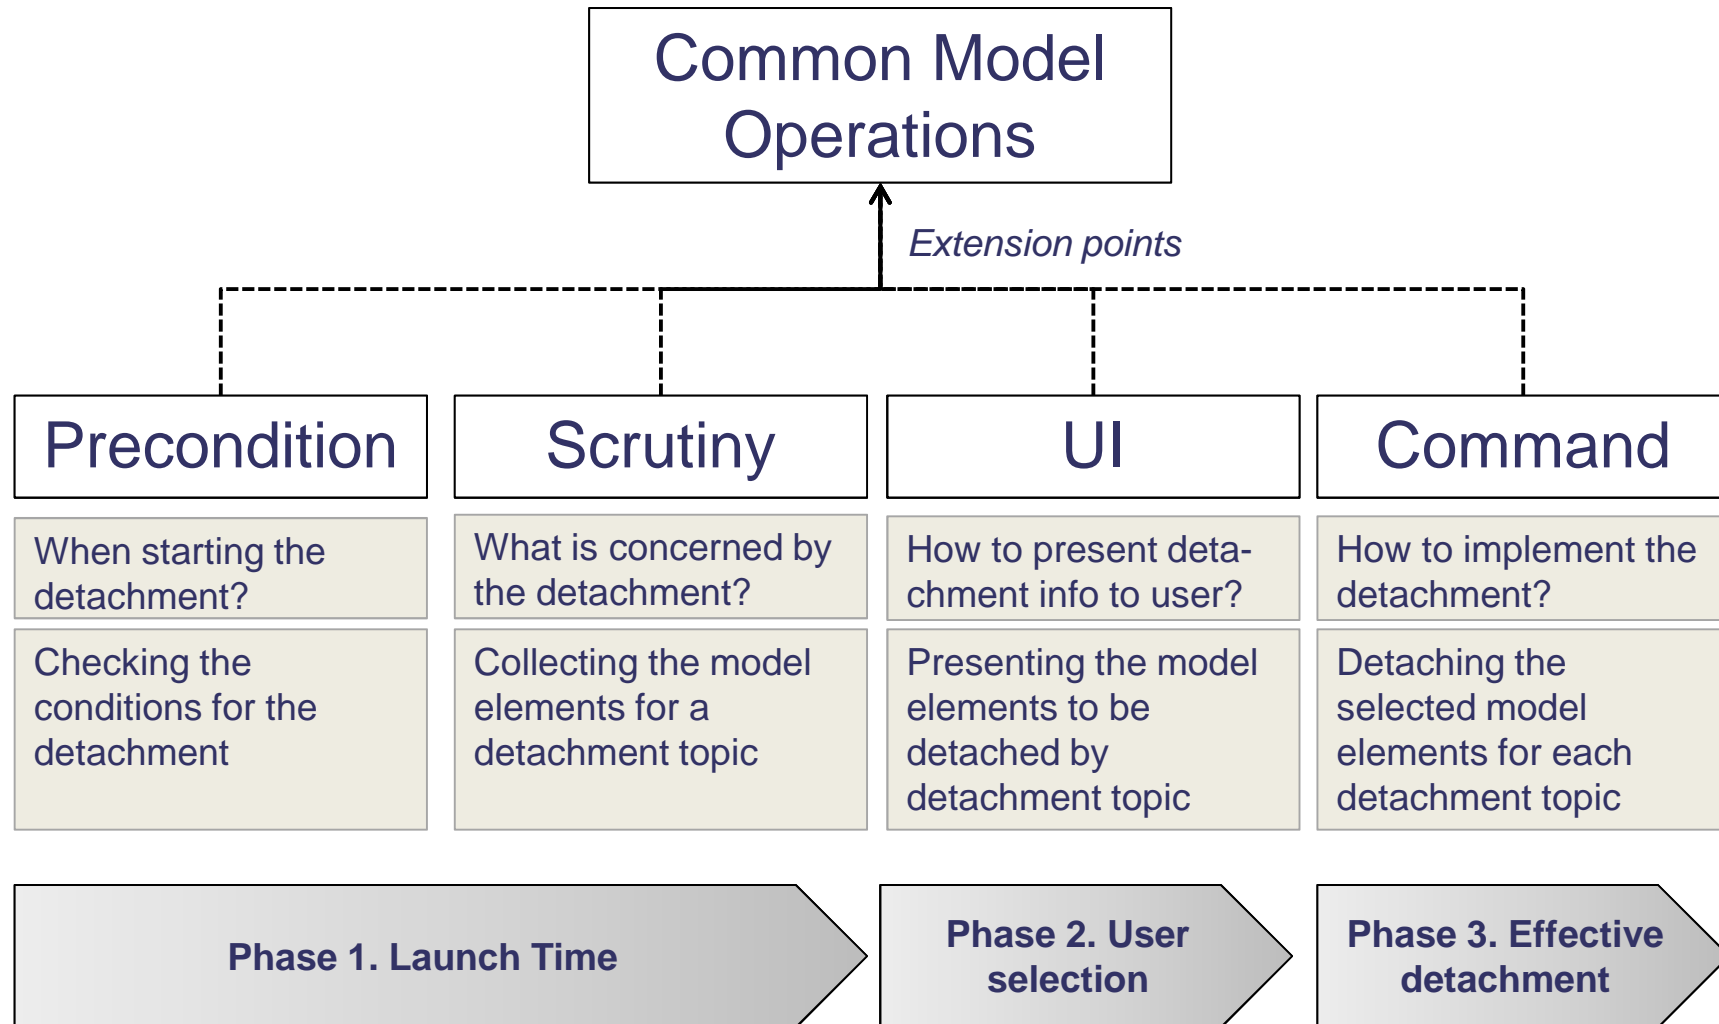 Common Model
Operations
Extension points
Precondition
Scrutiny
UI
Command
When starting the
detachment?
What is concerned by
the detachment?
How to present deta-
chment info to user?
How to implement the
detachment?
Checking the
conditions for the
detachment
Collecting the model
elements for a
detachment topic
Presenting the model
elements to be
detached by
detachment topic
Detaching the
selected model
elements for each
detachment topic
Phase 1. Launch Time
Phase 2. User
selection
Phase 3. Effective
detachment